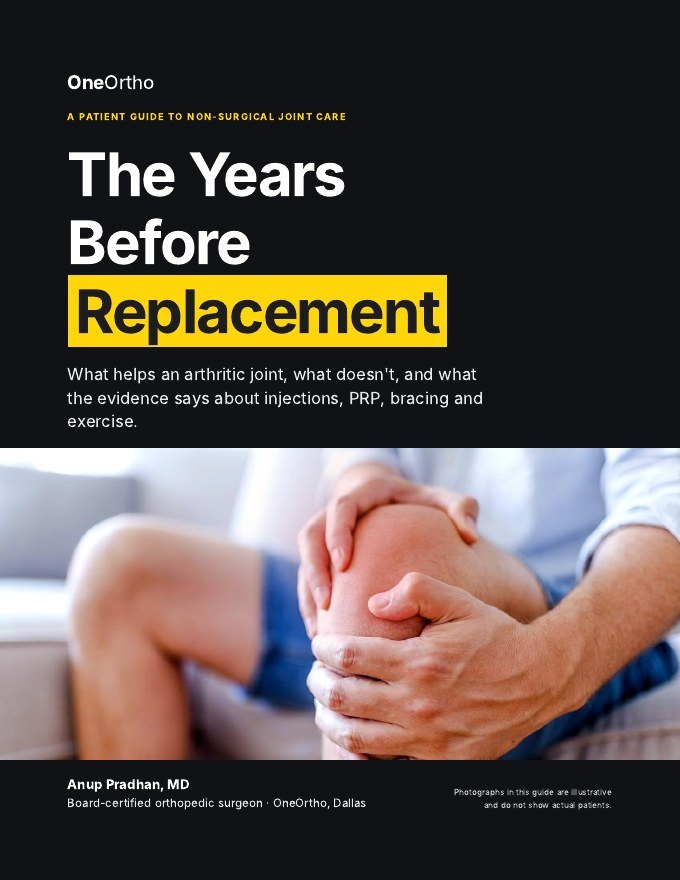 OneOrtho
A PATIENT GUIDE TO NON-SURGICAL JOINT CARE
The Years
Before
Replacement
What helps an arthritic joint, what doesn't, and what
the evidence says about injections, PRP, bracing and
exercise.
Anup Pradhan, MD
Board-certified orthopedic surgeon · OneOrtho, Dallas
Photographs in this guide are illustrative
and do not show actual patients.